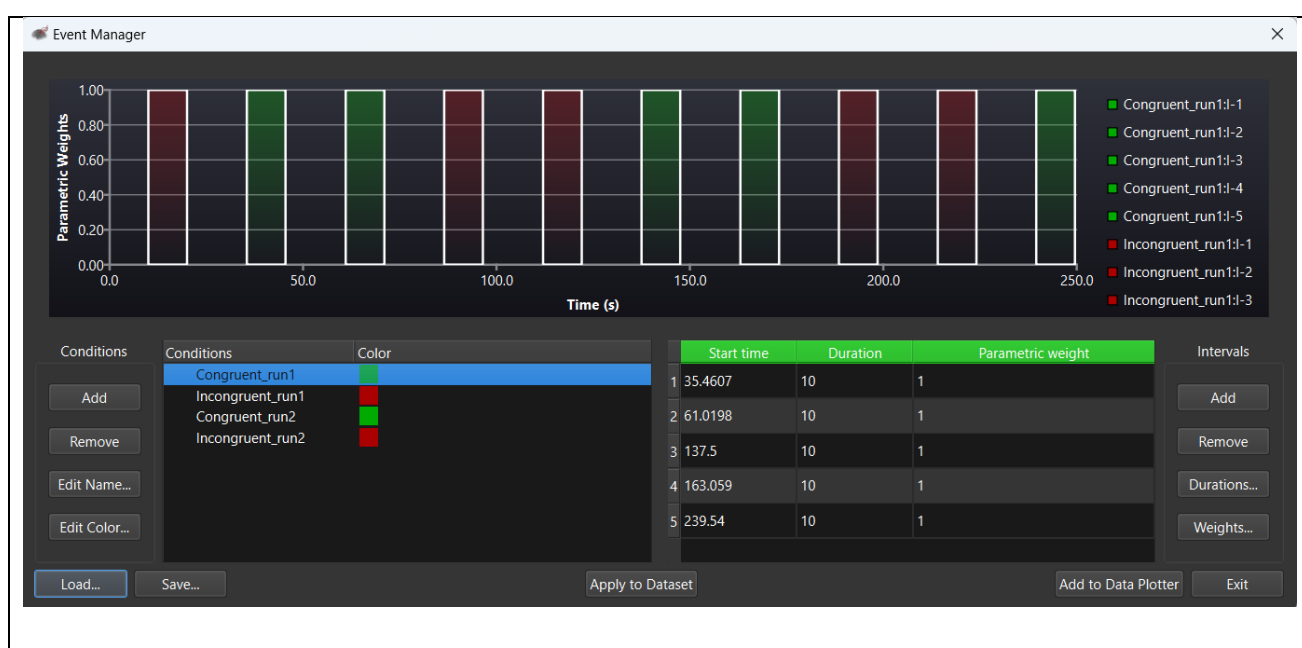 Event Manager
1.00
0.80
0.60
0.40
0.20
0.00
Parametric Weights
0.0 50.0 100.0 150.0 200.0 250.0
Time (s)
Congruent_run1:I-1
Congruent_run1:I-2
Congruent_run1:I-3
Congruent_run1:I-4
Congruent_run1:I-5
Incongruent_run1:I-1
Incongruent_run1:I-2
Incongruent_run1:I-3
Conditions
Add
Remove
Edit Name...
Edit Color...
Conditions Color
Congruent_run1
Incongruent_run1
Congruent_run2
Incongruent_run2
Start time Duration Parametric weight
1 35.4607 10 1
2 61.0198 10 1
3 137.5 10 1
4 163.059 10 1
5 239.54 10 1
Intervals
Add
Remove
Durations...
Weights...
Load... Save... Apply to Dataset Add to Data Plotter Exit